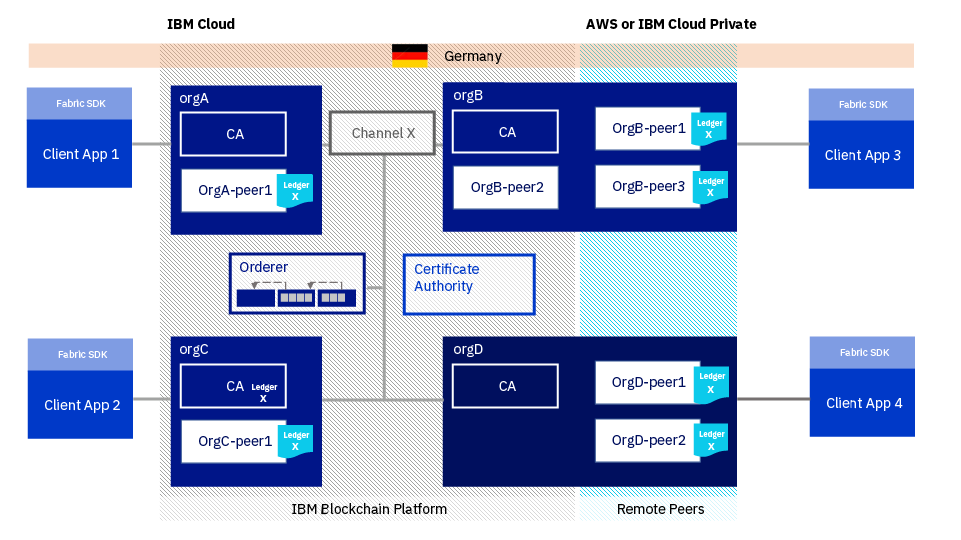 IBM Cloud
AWS or IBM Cloud Private
Germany
Fabric SDK
Client App 1
orgA
CA
OrgA-peer1
Ledger
X
Channel X
orgB
CA
OrgB-peer2
OrgB-peer1
Ledger
X
OrgB-peer3
Ledger
X
Fabric SDK
Client App 3
Orderer
Certificate
Authority
Fabric SDK
Client App 2
orgC
CA
Ledger
X
OrgC-peer1
Ledger
X
orgD
CA
OrgD-peer1
Ledger
X
OrgD-peer2
Ledger
X
Fabric SDK
Client App 4
IBM Blockchain Platform
Remote Peers